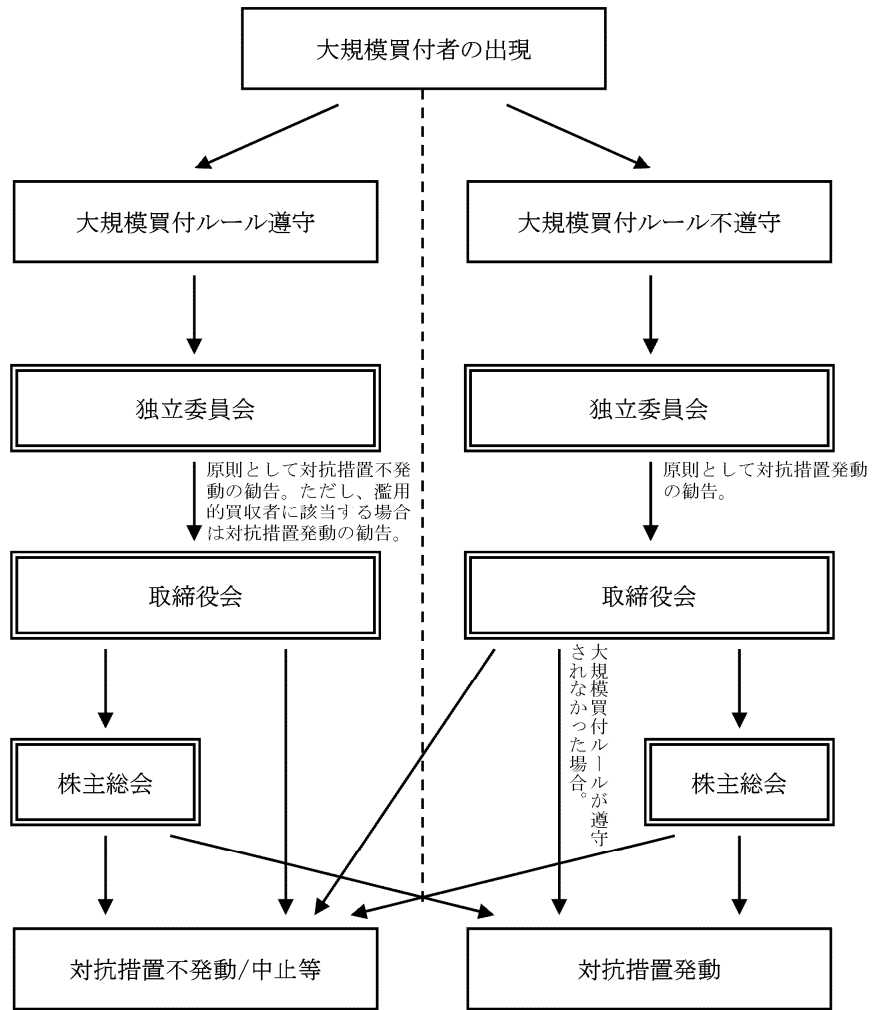 大規模買付者の出現
大規模買付ルール遵守
大規模買付ルール不遵守
独立委員会
独立委員会
原則として対抗措置不発
動の勧告。ただし、濫用
的買収者に該当する場合
は対抗措置発動の勧告。
原則として対抗措置発動
の勧告。
取締役会
取締役会
大規模買付ルールが遵守
されなかった場合。
株主総会
株主総会
対抗措置不発動/中止等
対抗措置発動